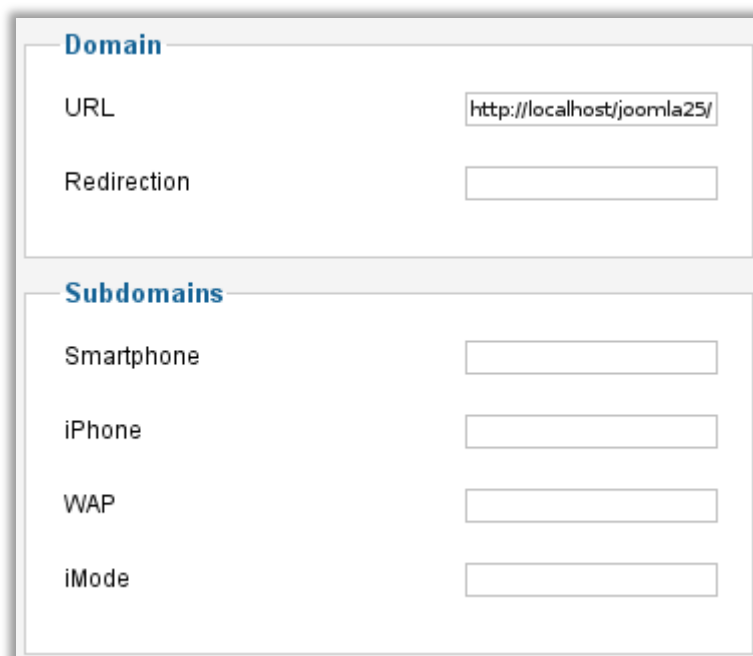 Domain
URL
http://localhost/joomla25/
Redirection
Subdomains
Smartphone
iPhone
WAP
iMode